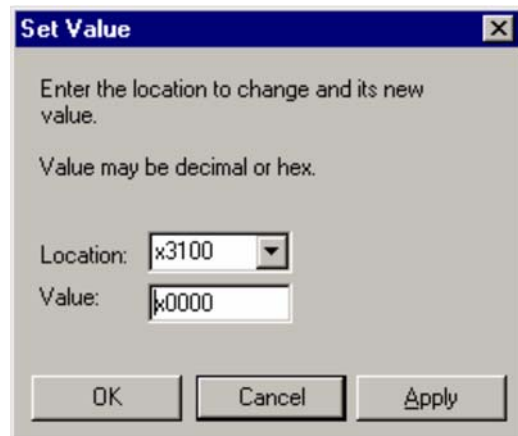 Set Value
Enter the location to change and its new
value.
Value may be decimal or hex.
Location: x3100
Value: x0000
OK Cancel Apply